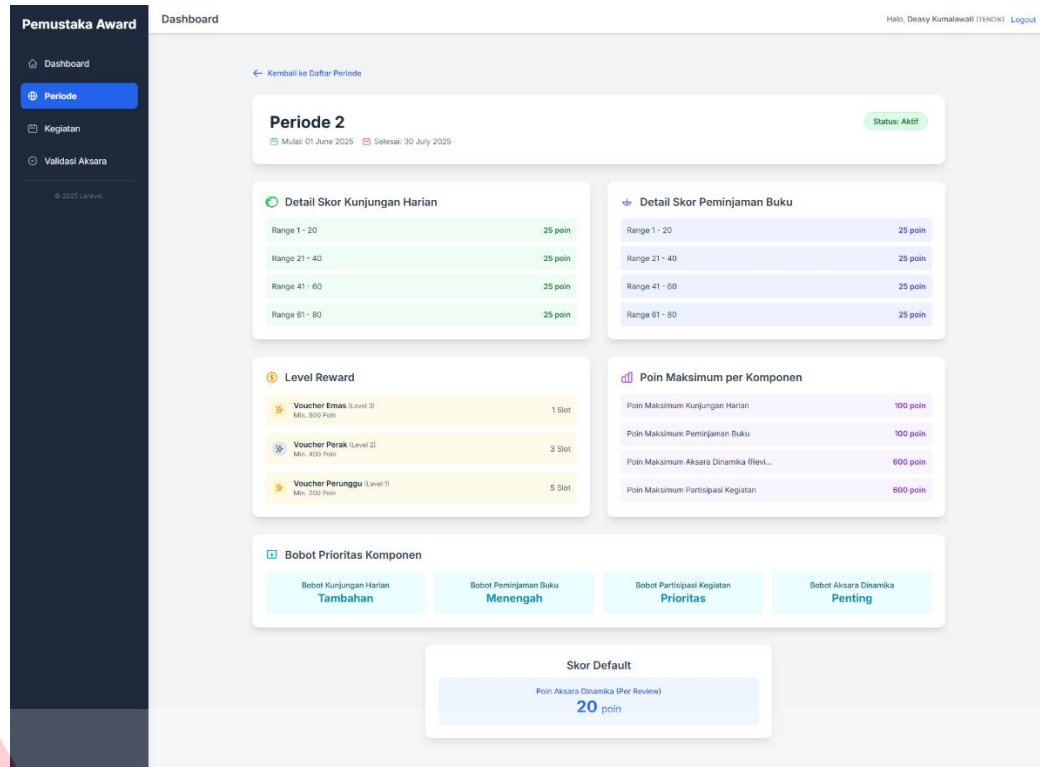 Pemustaka Award
Dashboard
Periode
Kegiatan
Validasi Aksara
© 2025 Laravel.
Dashboard
Halo, Deasy Kumalawati (TENDIK) Logout
← Kembali ke Daftar Periode
Periode 2
Mulai: 01 June 2025 Selesai: 30 July 2025
Status: Aktif
Detail Skor Kunjungan Harian
Range 1 - 20 25 poin
Range 21 - 40 25 poin
Range 41 - 60 25 poin
Range 61 - 80 25 poin
Detail Skor Peminjaman Buku
Range 1 - 20 25 poin
Range 21 - 40 25 poin
Range 41 - 60 25 poin
Range 61 - 80 25 poin
Level Reward
Voucher Emas (Level 3) 1 Slot
Min. 800 Poin
Voucher Perak (Level 2) 3 Slot
Min. 400 Poin
Voucher Perunggu (Level 1) 5 Slot
Min. 200 Poin
Poin Maksimum per Komponen
Poin Maksimum Kunjungan Harian 100 poin
Poin Maksimum Peminjaman Buku 100 poin
Poin Maksimum Aksara Dinamika (Revi... 600 poin
Poin Maksimum Partisipasi Kegiatan 600 poin
Bobot Prioritas Komponen
Bobot Kunjungan Harian
Tambahan
Bobot Peminjaman Buku
Menengah
Bobot Partisipasi Kegiatan
Prioritas
Bobot Aksara Dinamika
Penting
Skor Default
Poin Aksara Dinamika (Per Review)
20 poin